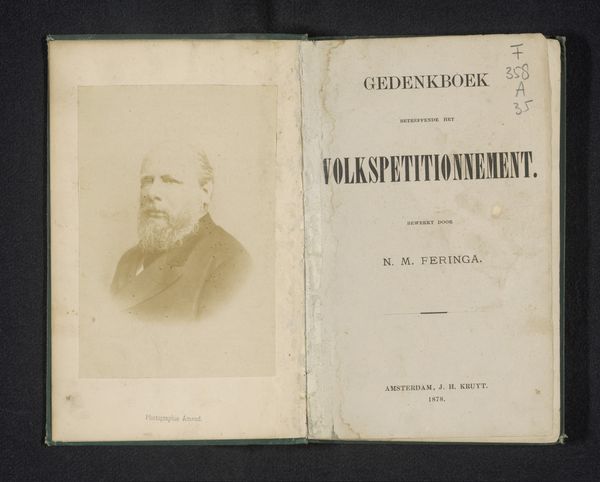 Photographie Amand.
F
358
A
35
GEDENKBOEK
BETREFFENDE HET
VOLKSPETITIONNEMENT.
BEWERKT DOOR
N. M. FERINGA.
AMSTERDAM, J. H. KRUYT.
1878.